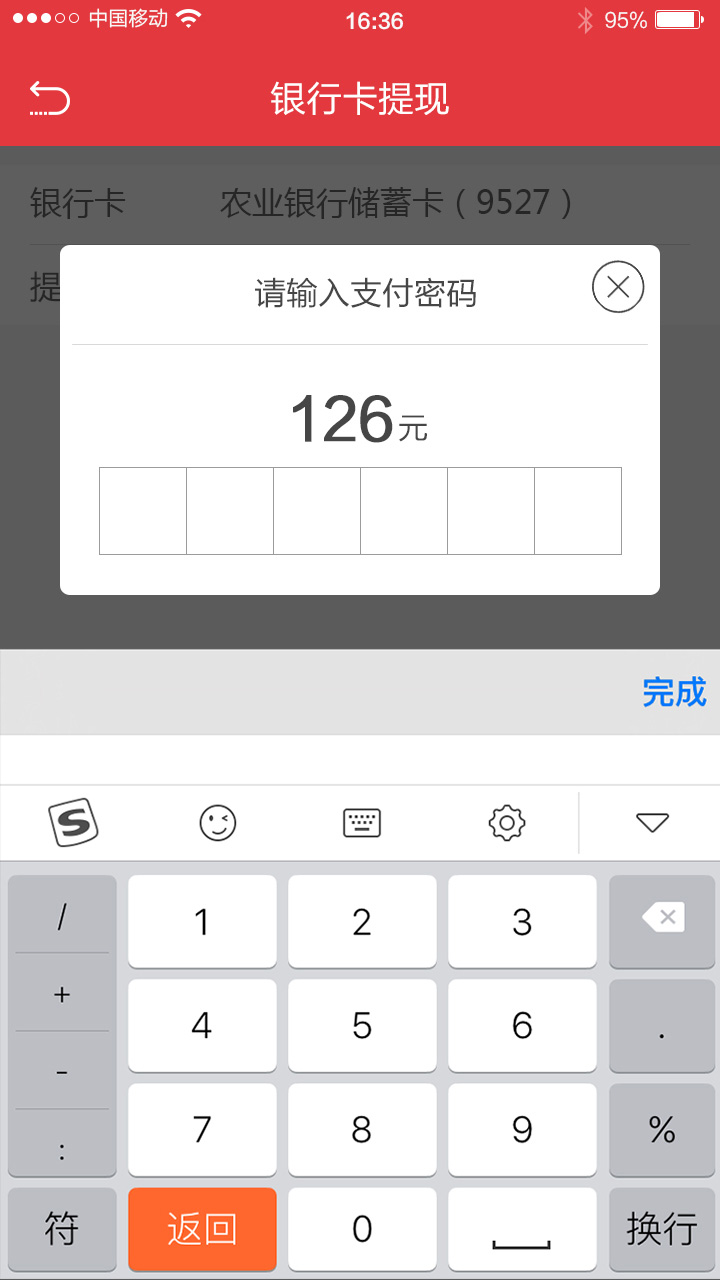 中国移动 16:36 95%
银行卡提现
银行卡 农业银行储蓄卡（9527）
提
请输入支付密码
126元
完成
S
/ 1 2 3
+ 4 5 6 .
- 7 8 9 %
:
符 返回 0 换行